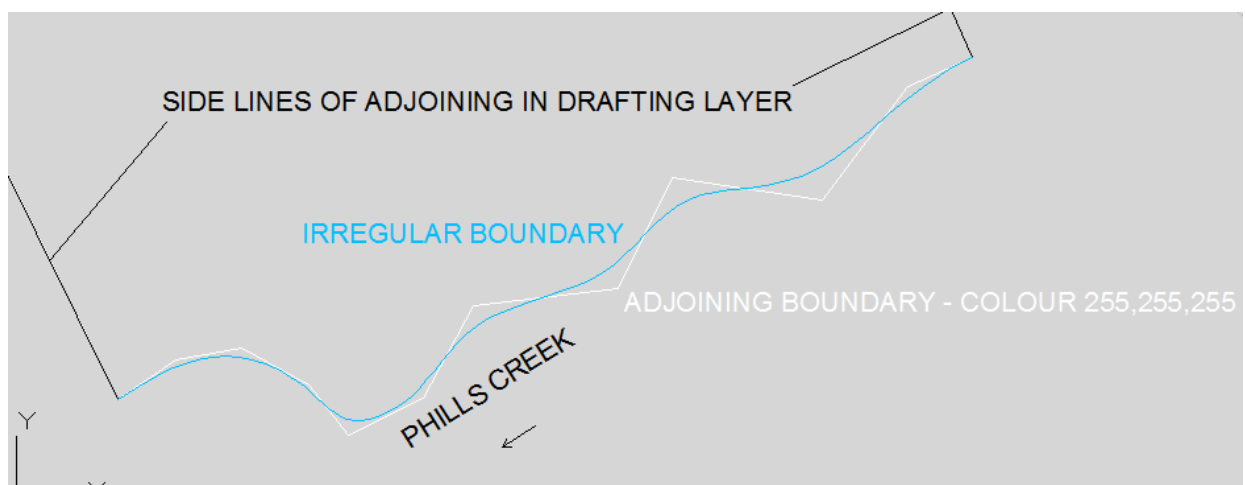 SIDE LINES OF ADJOINING IN DRAFTING LAYER
IRREGULAR BOUNDARY
ADJOINING BOUNDARY - COLOUR 255,255,255
PHILLS CREEK
Y